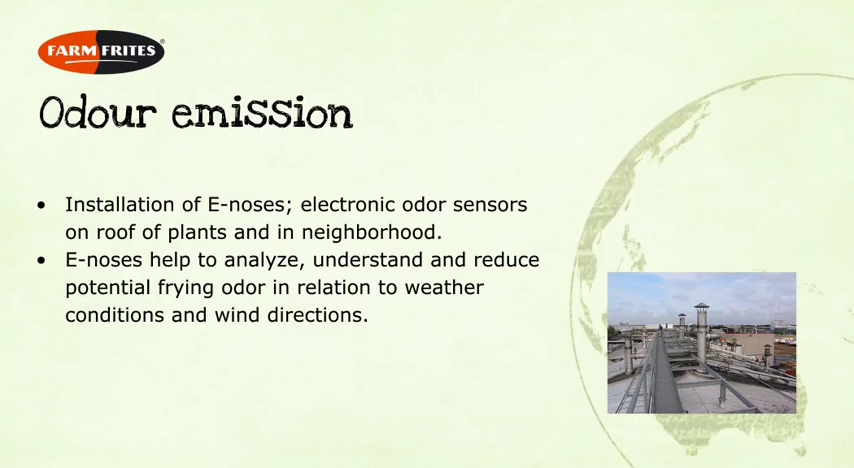 FARM FRITES®
Odour emission
• Installation of E-noses; electronic odor sensors
on roof of plants and in neighborhood.
• E-noses help to analyze, understand and reduce
potential frying odor in relation to weather
conditions and wind directions.